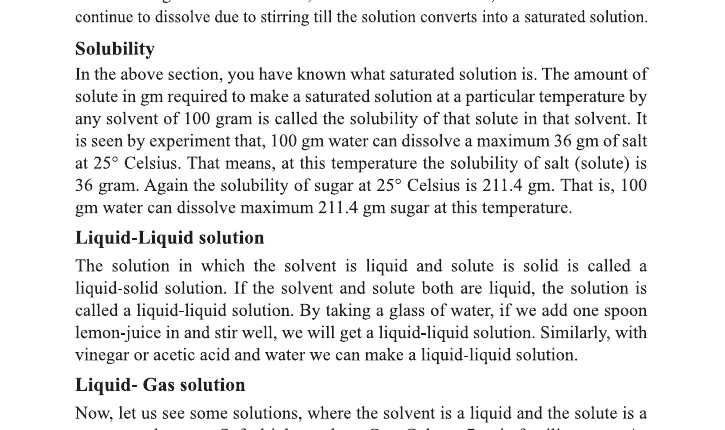 continue to dissolve due to stirring till the solution converts into a saturated solution.
Solubility
In the above section, you have known what saturated solution is. The amount of
solute in gm required to make a saturated solution at a particular temperature by
any solvent of 100 gram is called the solubility of that solute in that solvent. It
is seen by experiment that, 100 gm water can dissolve a maximum 36 gm of salt
at 25° Celsius. That means, at this temperature the solubility of salt (solute) is
36 gram. Again the solubility of sugar at 25° Celsius is 211.4 gm. That is, 100
gm water can dissolve maximum 211.4 gm sugar at this temperature.
Liquid-Liquid solution
The solution in which the solvent is liquid and solute is solid is called a
liquid-solid solution. If the solvent and solute both are liquid, the solution is
called a liquid-liquid solution. By taking a glass of water, if we add one spoon
lemon-juice in and stir well, we will get a liquid-liquid solution. Similarly, with
vinegar or acetic acid and water we can make a liquid-liquid solution.
Liquid- Gas solution
Now, let us see some solutions, where the solvent is a liquid and the solute is a